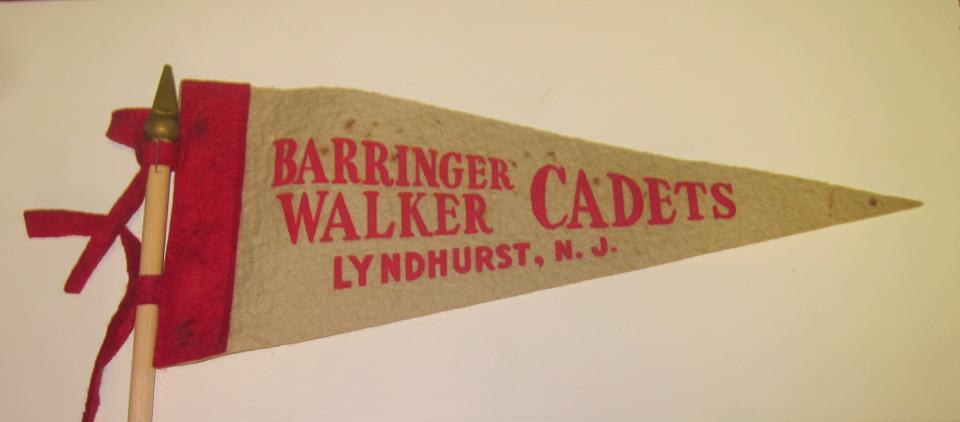 BARRINGER
WALKER CADETS
LYNDHURST, N. J.